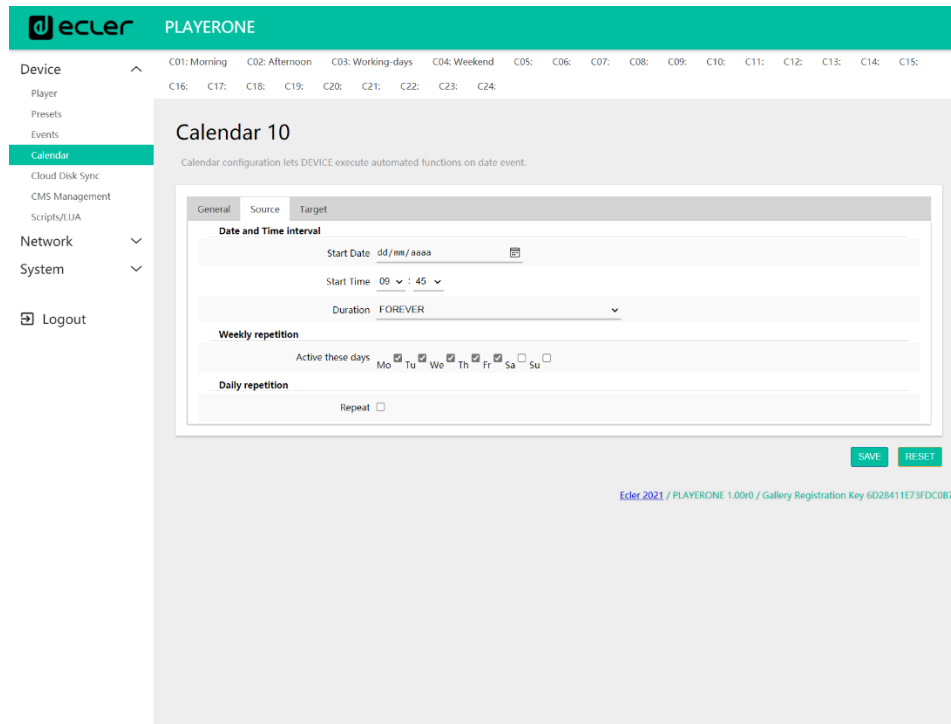 ecler PLAYERONE
Device
Player
Presets
Events
Calendar
Cloud Disk Sync
CMS Management
Scripts/LUA
Network
System
Logout
C01: Morning C02: Afternoon C03: Working-days C04: Weekend C05: C06: C07: C08: C09: C10: C11: C12: C13: C14: C15:
C16: C17: C18: C19: C20: C21: C22: C23: C24:
Calendar 10
Calendar configuration lets DEVICE execute automated functions on date event.
General Source Target
Date and Time interval
Start Date dd/mm/aaaa
Start Time 09 : 45
Duration FOREVER
Weekly repetition
Active these days Mo Tu We Th Fr Sa Su
Daily repetition
Repeat
SAVE RESET
Ecler 2021 / PLAYERONE 1.00r0 / Gallery Registration Key